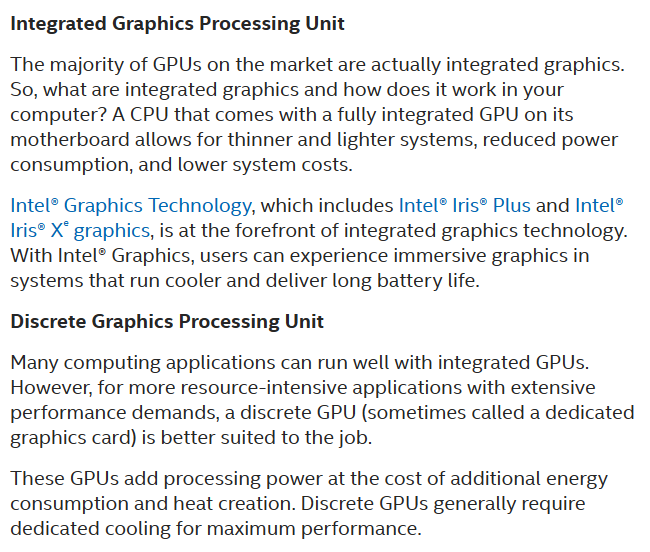 Integrated Graphics Processing Unit
The majority of GPUs on the market are actually integrated graphics.
So, what are integrated graphics and how does it work in your
computer? A CPU that comes with a fully integrated GPU on its
motherboard allows for thinner and lighter systems, reduced power
consumption, and lower system costs.
Intel® Graphics Technology, which includes Intel® Iris® Plus and Intel®
Iris® Xᵉ graphics, is at the forefront of integrated graphics technology.
With Intel® Graphics, users can experience immersive graphics in
systems that run cooler and deliver long battery life.
Discrete Graphics Processing Unit
Many computing applications can run well with integrated GPUs.
However, for more resource-intensive applications with extensive
performance demands, a discrete GPU (sometimes called a dedicated
graphics card) is better suited to the job.
These GPUs add processing power at the cost of additional energy
consumption and heat creation. Discrete GPUs generally require
dedicated cooling for maximum performance.